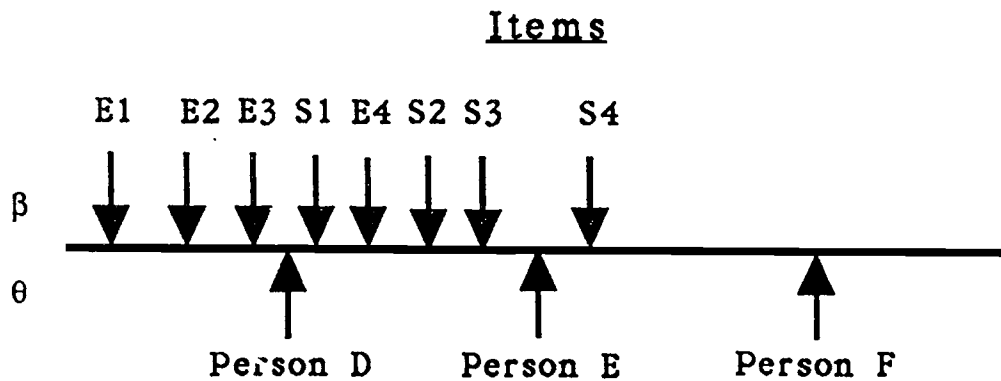 Items
E1 E2 E3 S1 E4 S2 S3 S4
β
θ
Person D Person E Person F